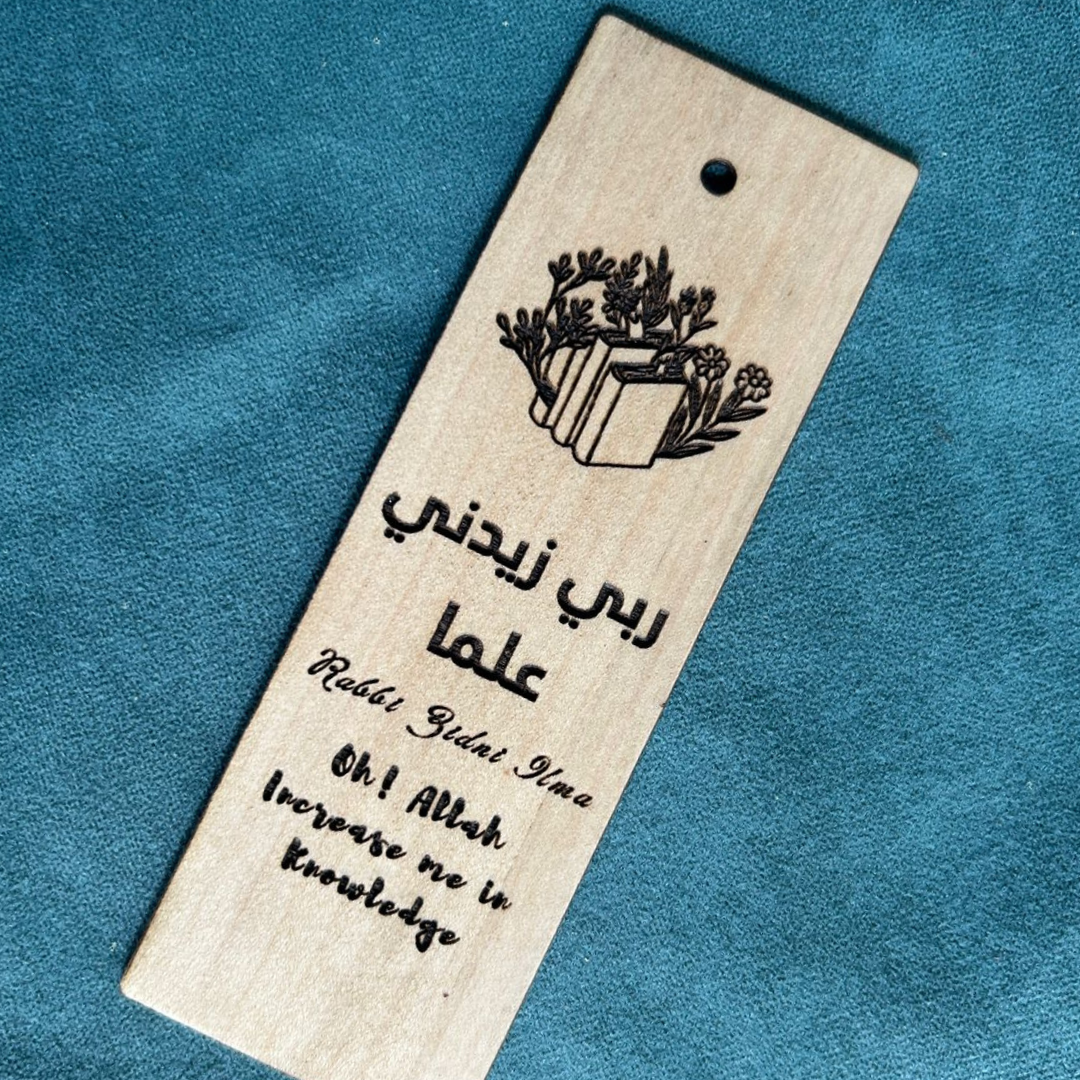 ربي زيدني
علما
Rabbi Zidni Ilma
Oh! Allah
Increase me in
Knowledge